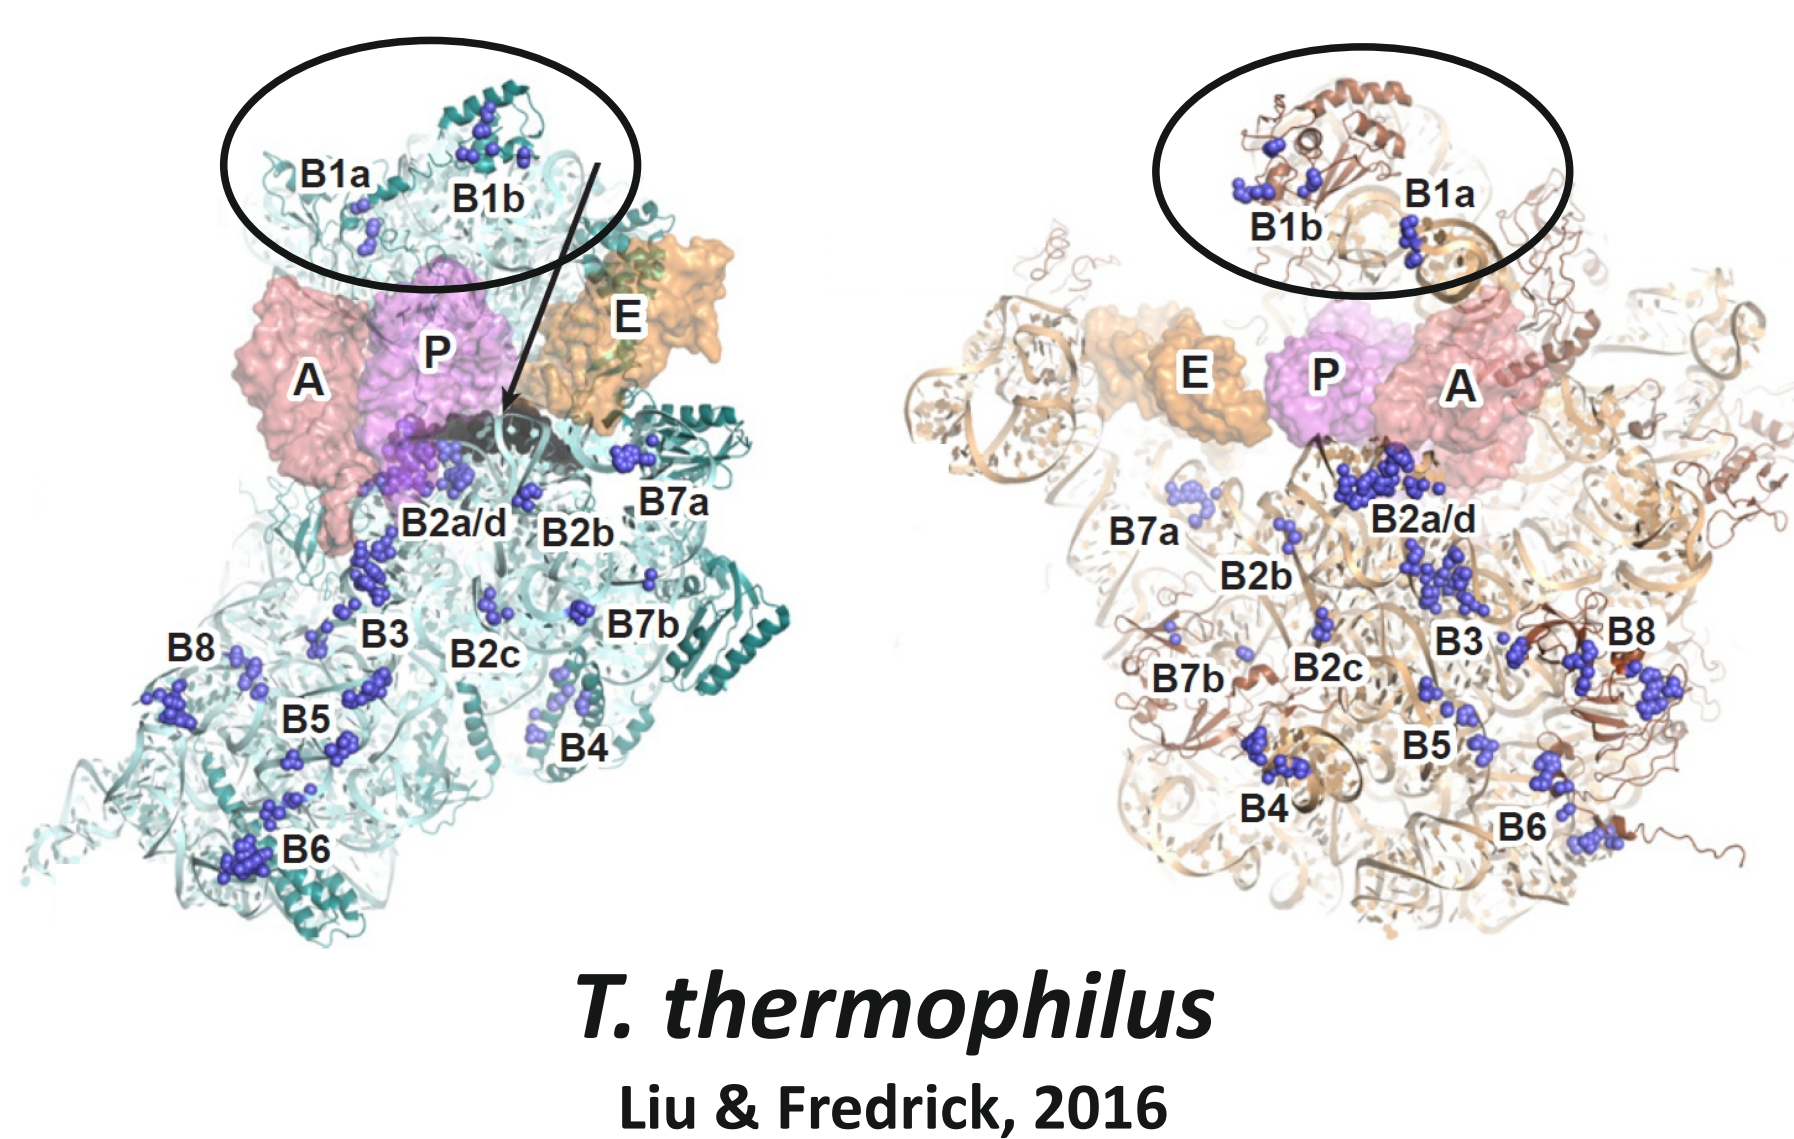 B1a
B1b
E
P
A
B2a/d
B7a
B2b
B8
B3
B7b
B2c
B5
B4
B6
B1a
B1b
E
P
A
B7a
B2a/d
B2b
B3
B8
B7b
B2c
B5
B4
B6
T. thermophilus
Liu & Fredrick, 2016